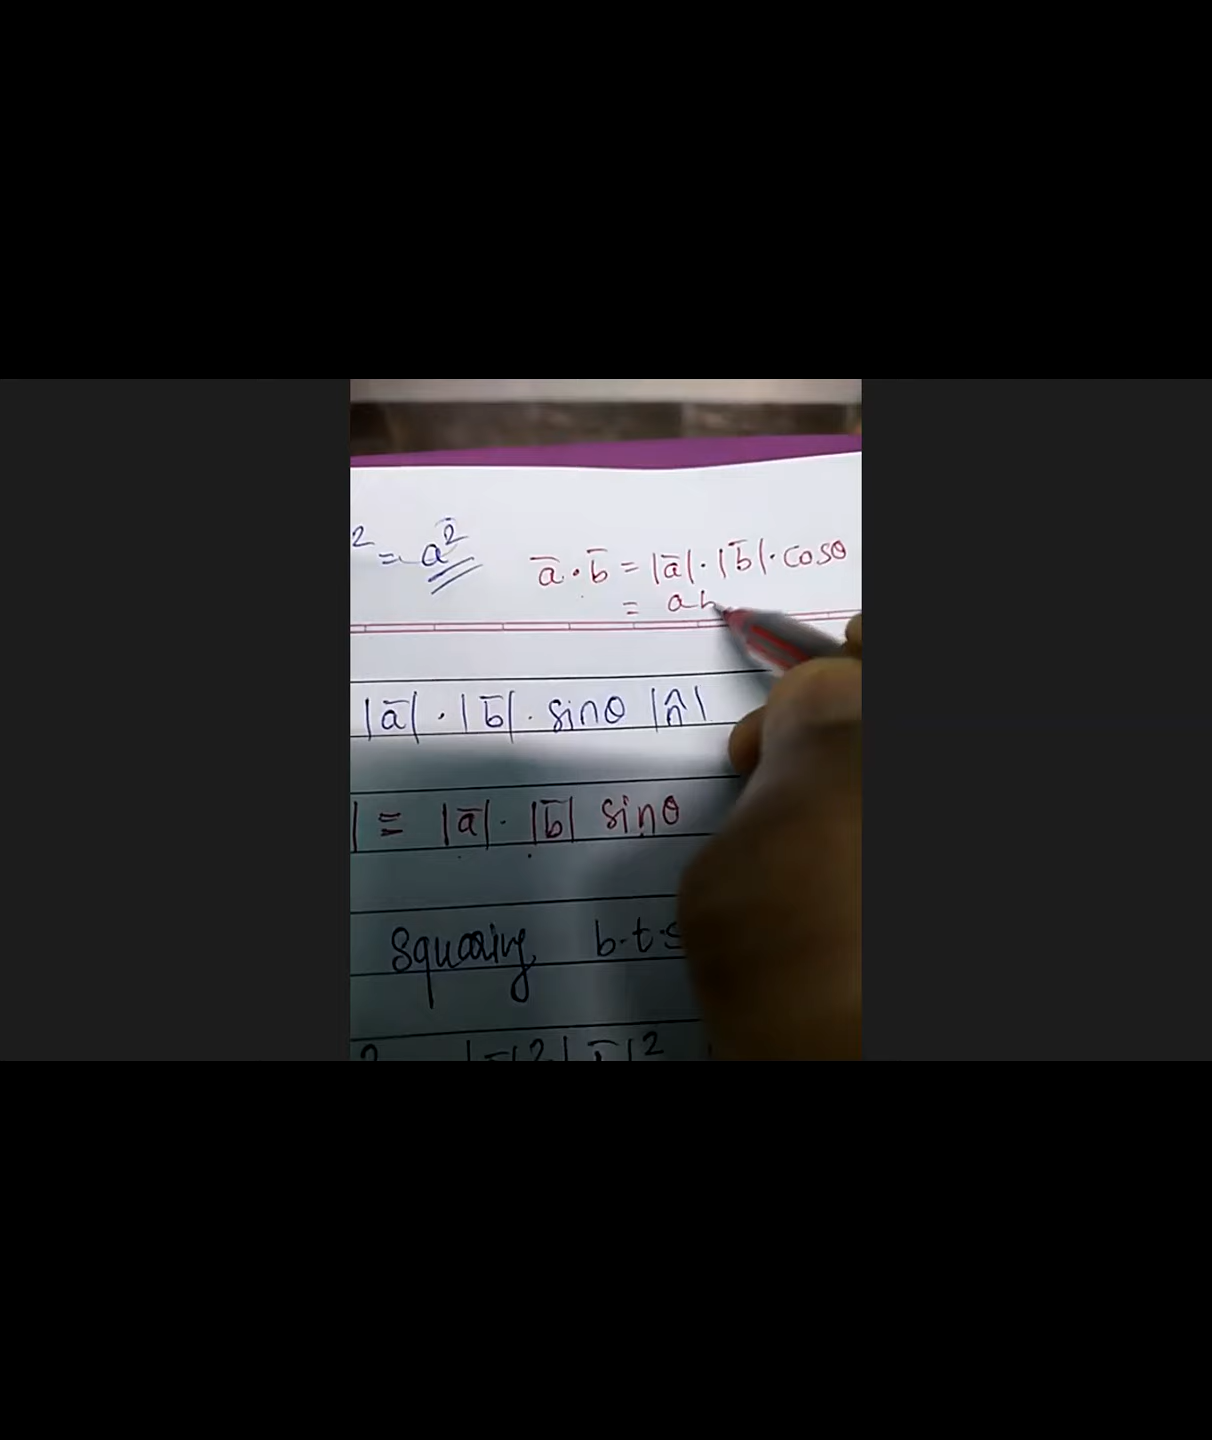 ² = a²
a̅ · b̅ = |a̅| · |b̅| · cosθ
= ab
|a̅| · |b̅| · sinθ |n̂|
| = |a̅| · |b̅| sinθ
Squaring b.t.s